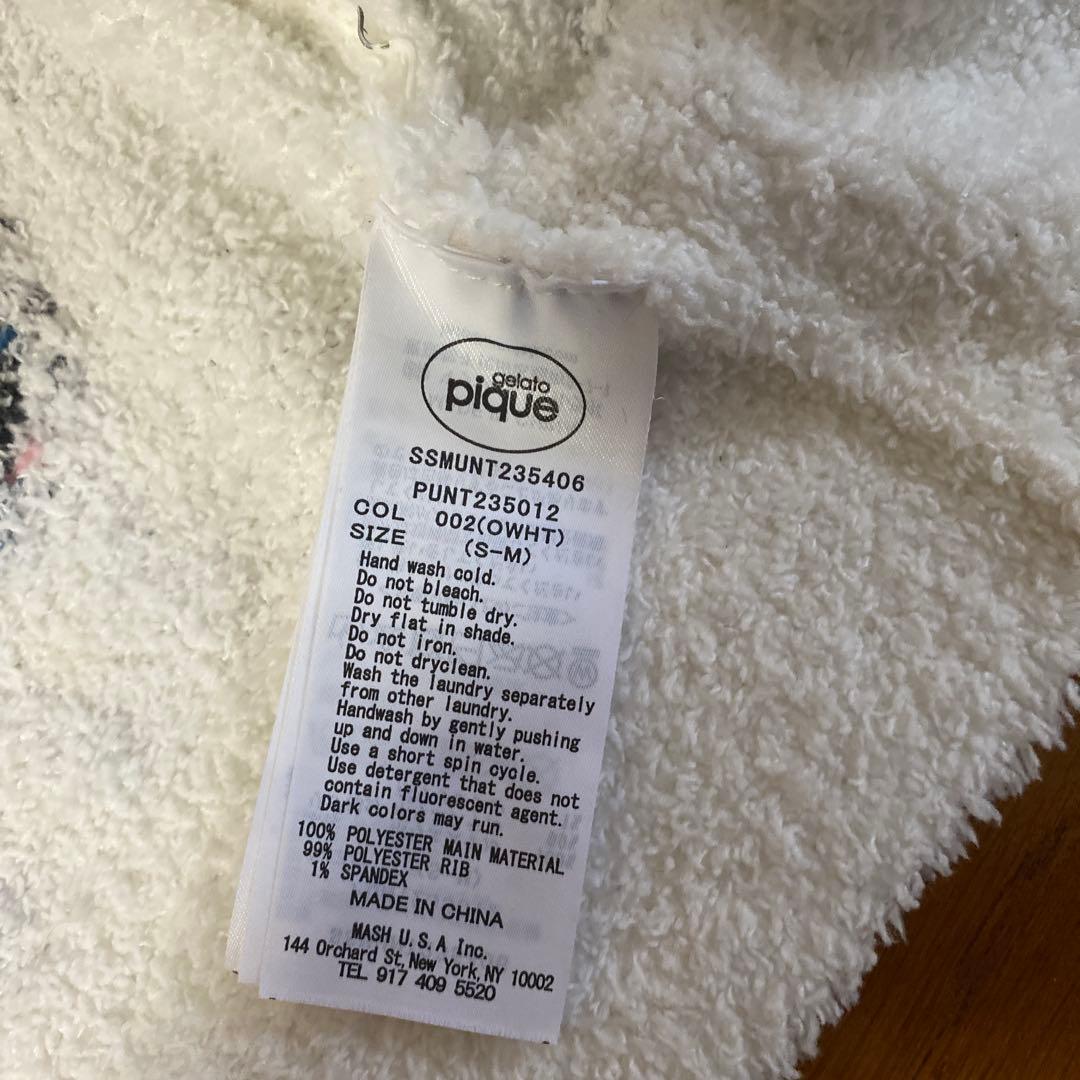 gelato
pique
SSMUNT235406
PUNT235012
COL 002(OWHT)
SIZE (S-M)
Hand wash cold.
Do not bleach.
Do not tumble dry.
Dry flat in shade.
Do not iron.
Do not dryclean.
Wash the laundry separately
from other laundry.
Handwash by gently pushing
up and down in water.
Use a short spin cycle.
Use detergent that does not
contain fluorescent agent.
Dark colors may run.
100% POLYESTER MAIN MATERIAL
99% POLYESTER RIB
1% SPANDEX
MADE IN CHINA
MASH U.S.A Inc.
144 Orchard St, New York, NY 10002
TEL 917 409 5520